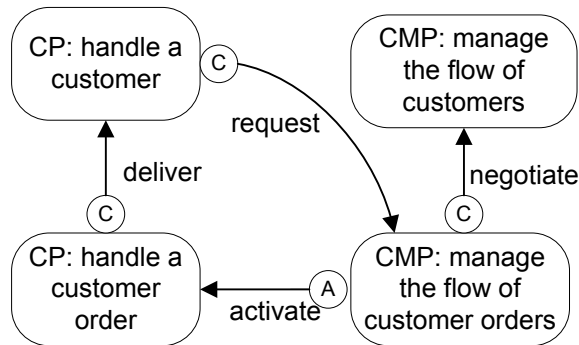 CP: handle a
customer
C
CMP: manage
the flow of
customers
request
deliver
negotiate
C
C
CP: handle a
customer
order
A
activate
CMP: manage
the flow of
customer orders